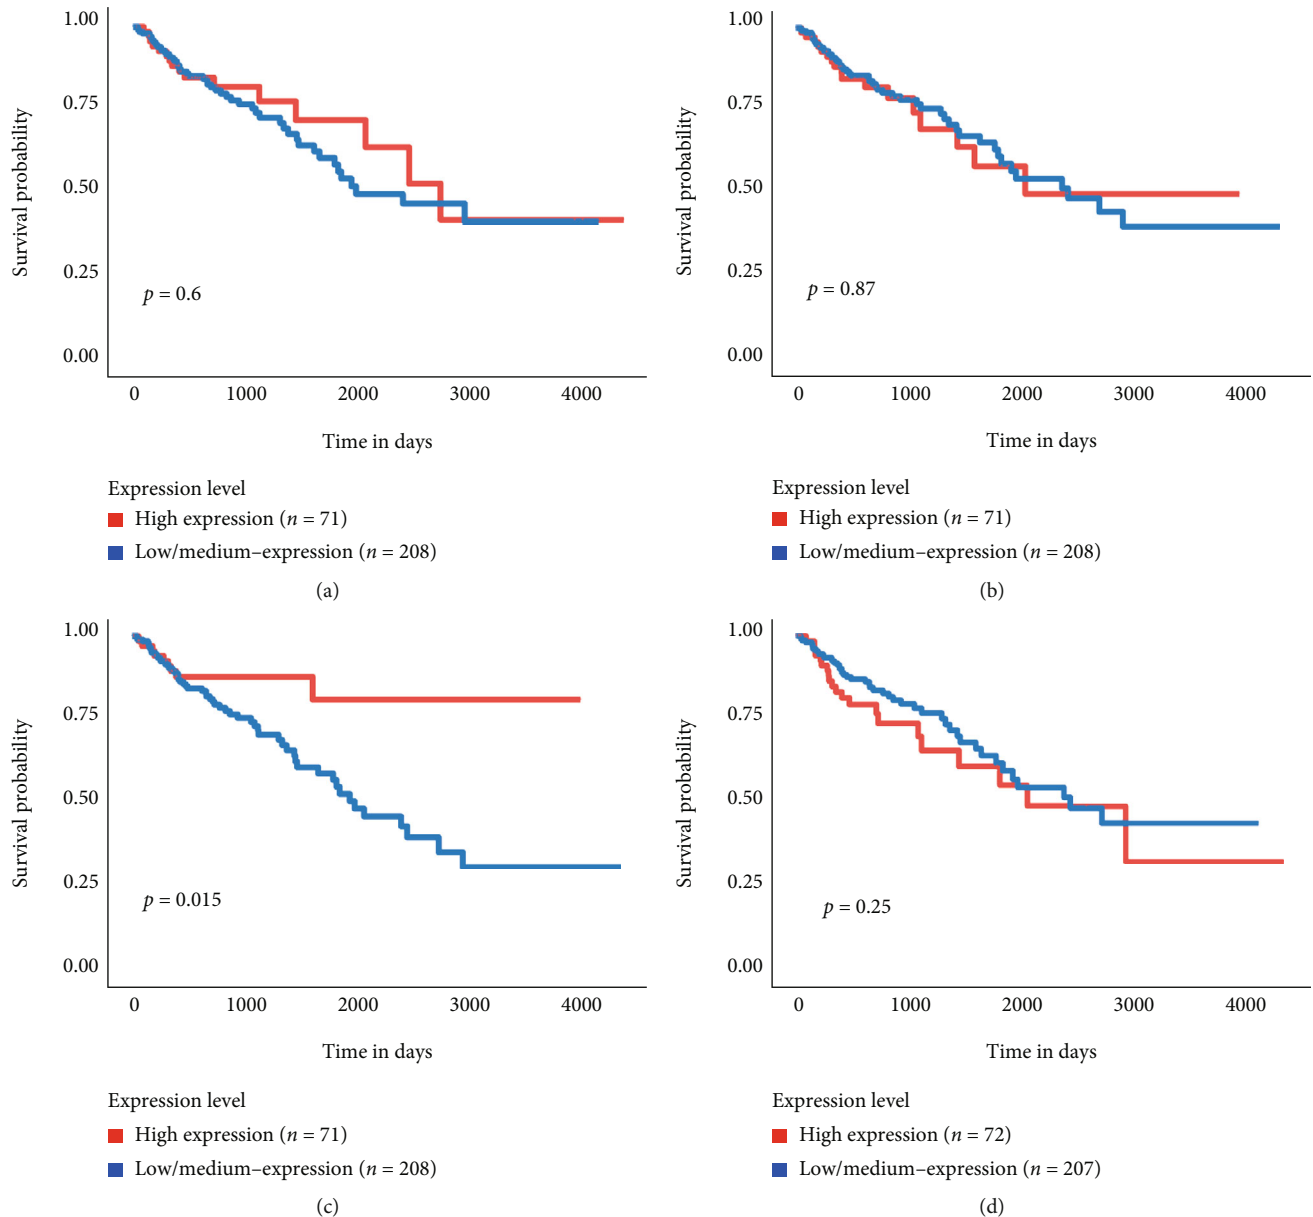 1.00
0.75
0.50
0.25
0.00
Survival probability
p = 0.6
0 1000 2000 3000 4000
Time in days
Expression level
High expression (n = 71)
Low/medium–expression (n = 208)
(a)
1.00
0.75
0.50
0.25
0.00
Survival probability
p = 0.87
0 1000 2000 3000 4000
Time in days
Expression level
High expression (n = 71)
Low/medium–expression (n = 208)
(b)
1.00
0.75
0.50
0.25
0.00
Survival probability
p = 0.015
0 1000 2000 3000 4000
Time in days
Expression level
High expression (n = 71)
Low/medium–expression (n = 208)
(c)
1.00
0.75
0.50
0.25
0.00
Survival probability
p = 0.25
0 1000 2000 3000 4000
Time in days
Expression level
High expression (n = 72)
Low/medium–expression (n = 207)
(d)